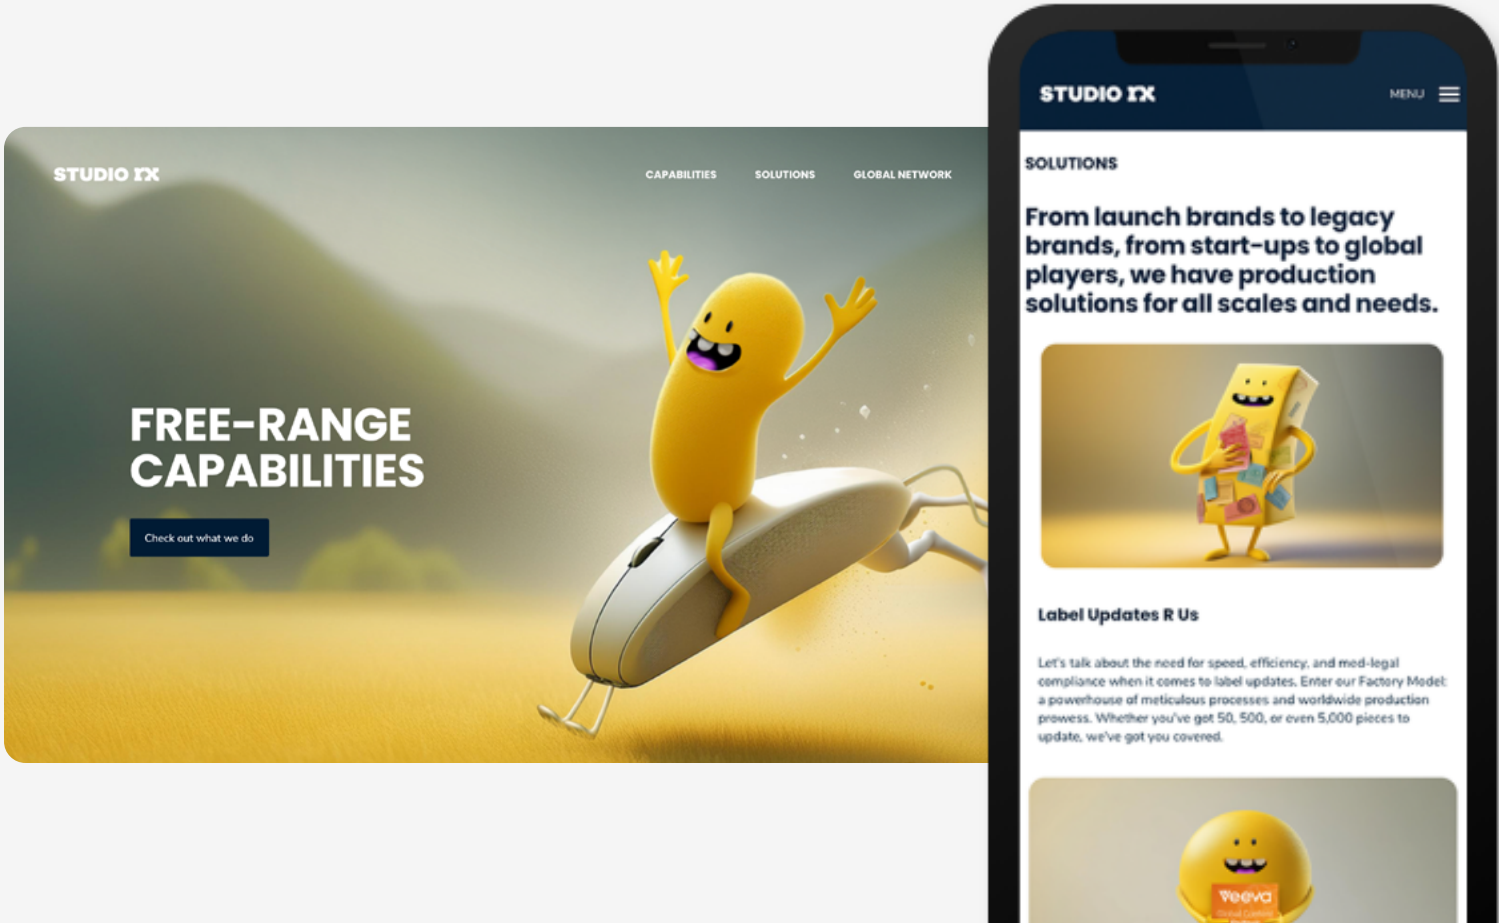 STUDIO rx
CAPABILITIES
SOLUTIONS
GLOBAL NETWORK
FREE-RANGE
CAPABILITIES
Check out what we do
STUDIO rx
MENU
SOLUTIONS
From launch brands to legacy
brands, from start-ups to global
players, we have production
solutions for all scales and needs.
Label Updates R Us
Let's talk about the need for speed, efficiency, and med-legal
compliance when it comes to label updates. Enter our Factory Model:
a powerhouse of meticulous processes and worldwide production
prowess. Whether you've got 50, 500, or even 5,000 pieces to
update, we've got you covered.
Veeva
Global Content